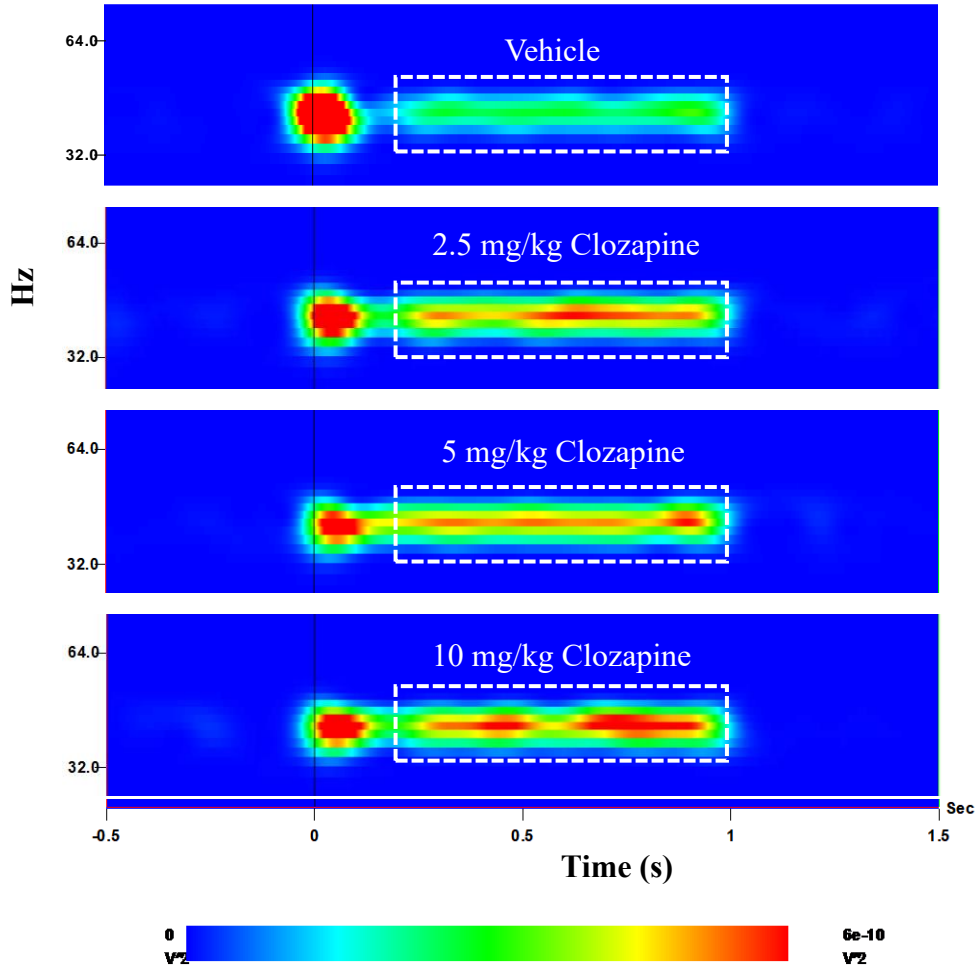 64.0
Vehicle
32.0
Hz
64.0
2.5 mg/kg Clozapine
32.0
64.0
5 mg/kg Clozapine
32.0
64.0
10 mg/kg Clozapine
32.0
Sec
-0.5 0 0.5 1 1.5
Time (s)
0 6e-10
V^2 V^2